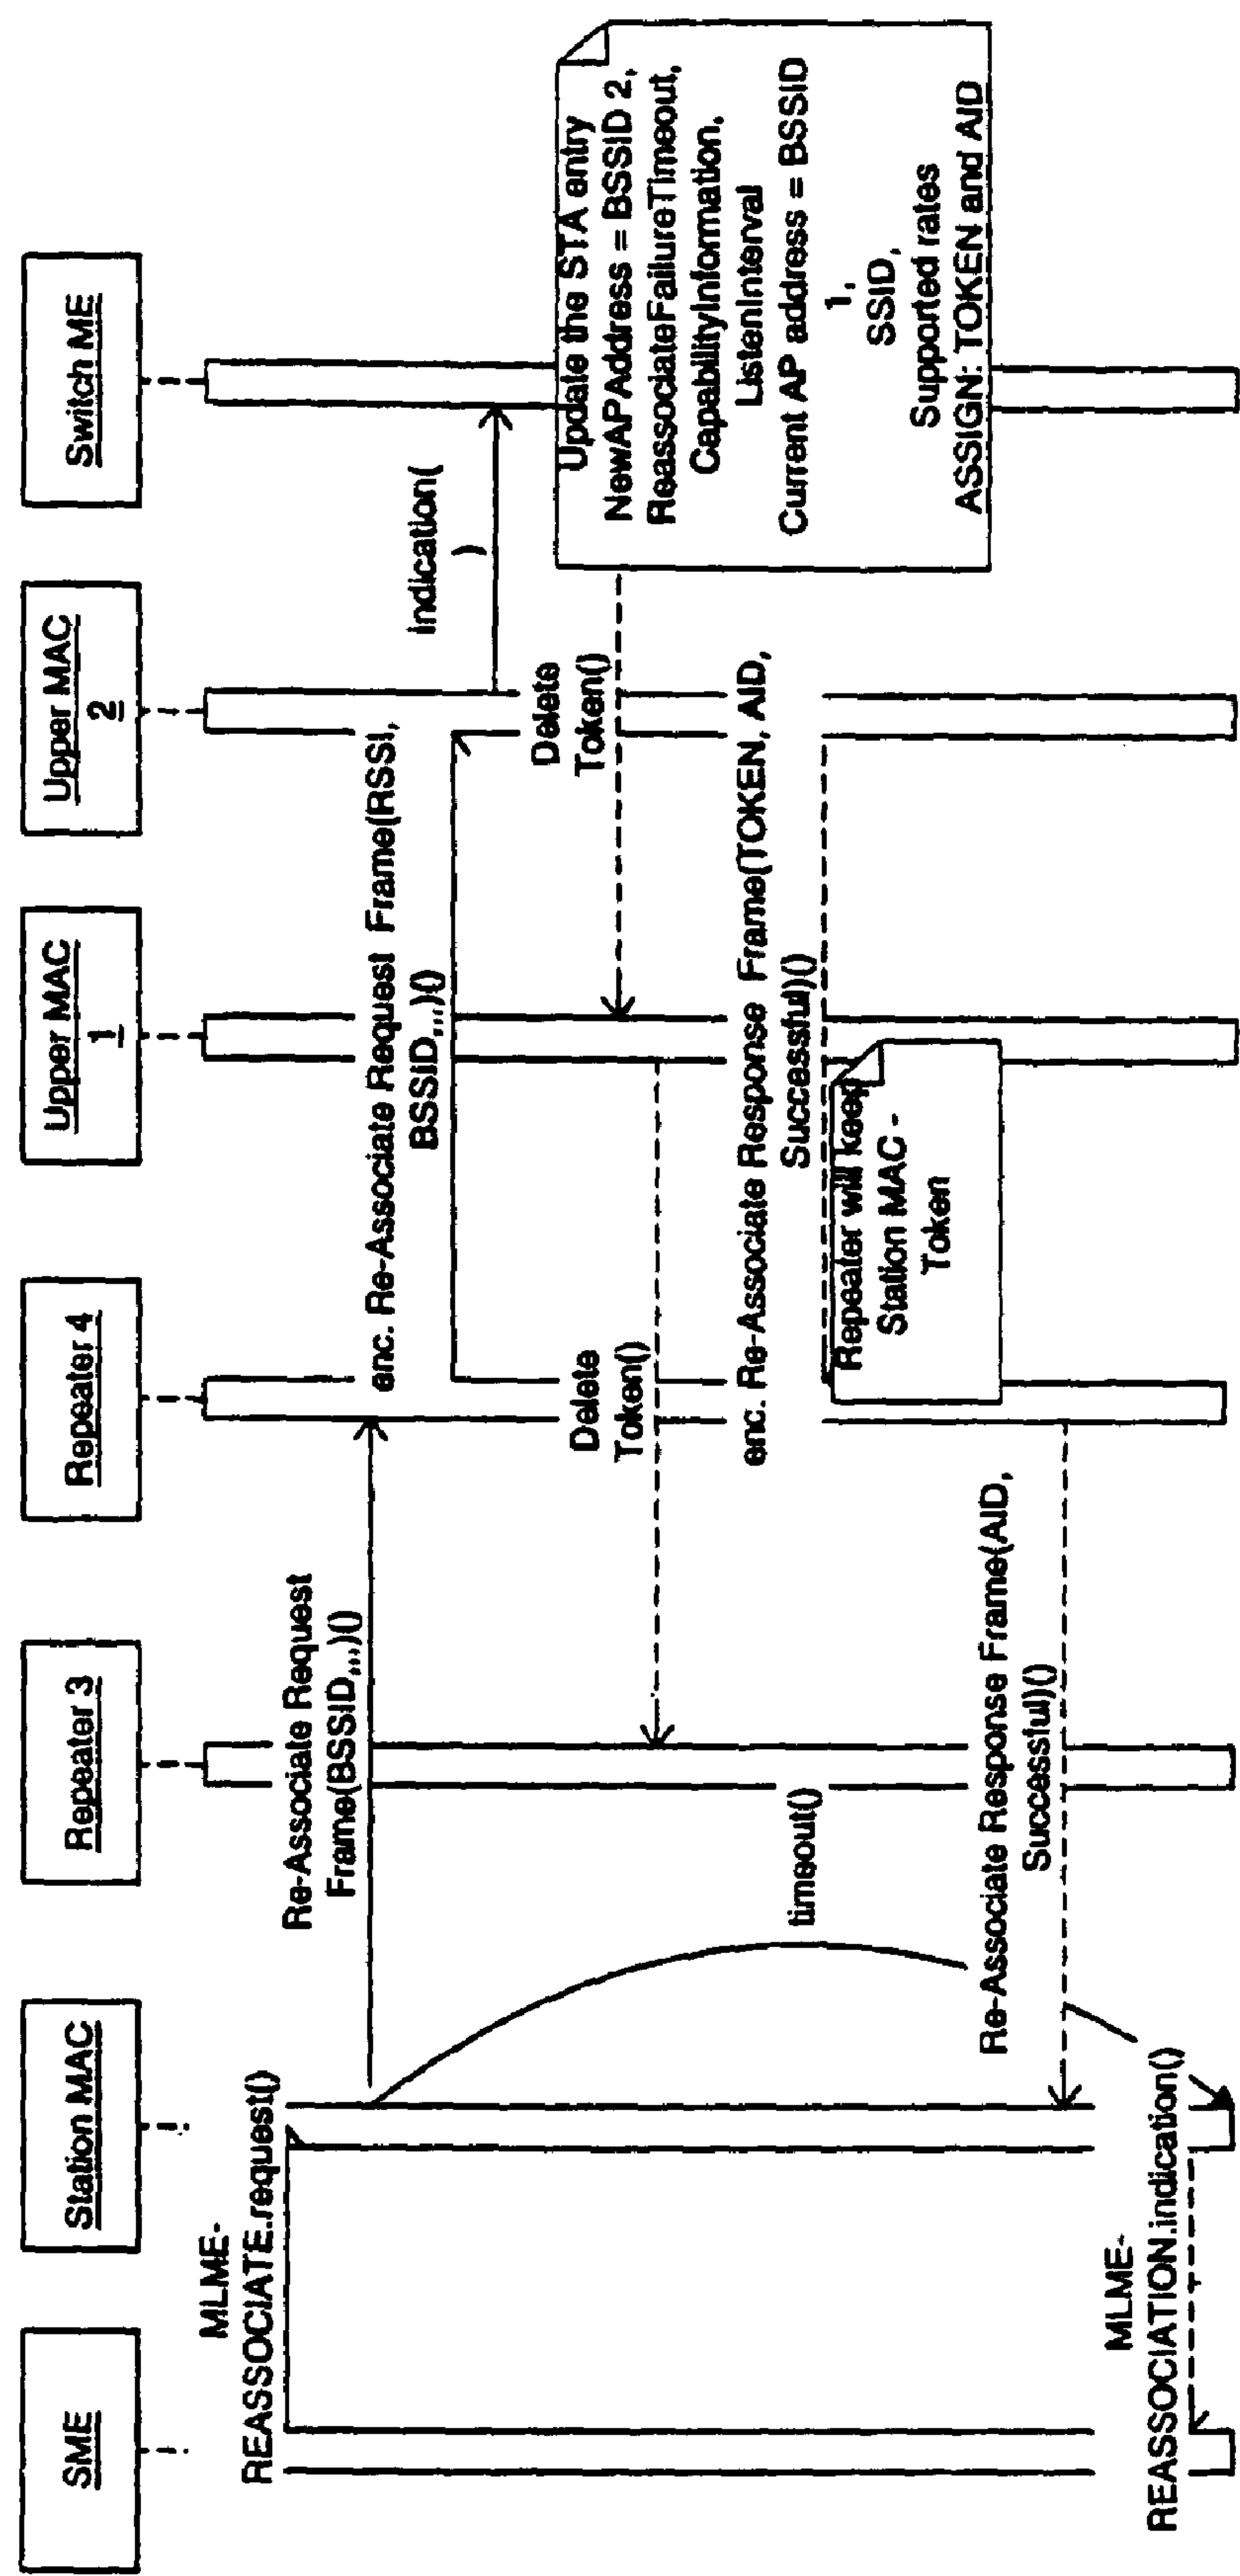 SME
Station MAC
Repeater 3
Repeater 4
Upper MAC
1
Upper MAC
2
Switch ME
MLME-
REASSOCIATE.request()
Re-Associate Request
Frame(BSSID,,,)()
enc. Re-Associate Request Frame(RSSI,
BSSID,,,)()
indication(
)
Update the STA entry
NewAPAddress = BSSID 2,
ReassociateFailureTimeout,
CapabilityInformation,
ListenInterval
Current AP address = BSSID
1,
SSID,
Supported rates
ASSIGN: TOKEN and AID
Delete
Token()
Delete
Token()
enc. Re-Associate Response Frame(TOKEN, AID,
Successful)()
Repeater will keep
Station MAC -
Token
timeout()
Re-Associate Response Frame(AID,
Successful)()
MLME-
REASSOCIATION.indication()